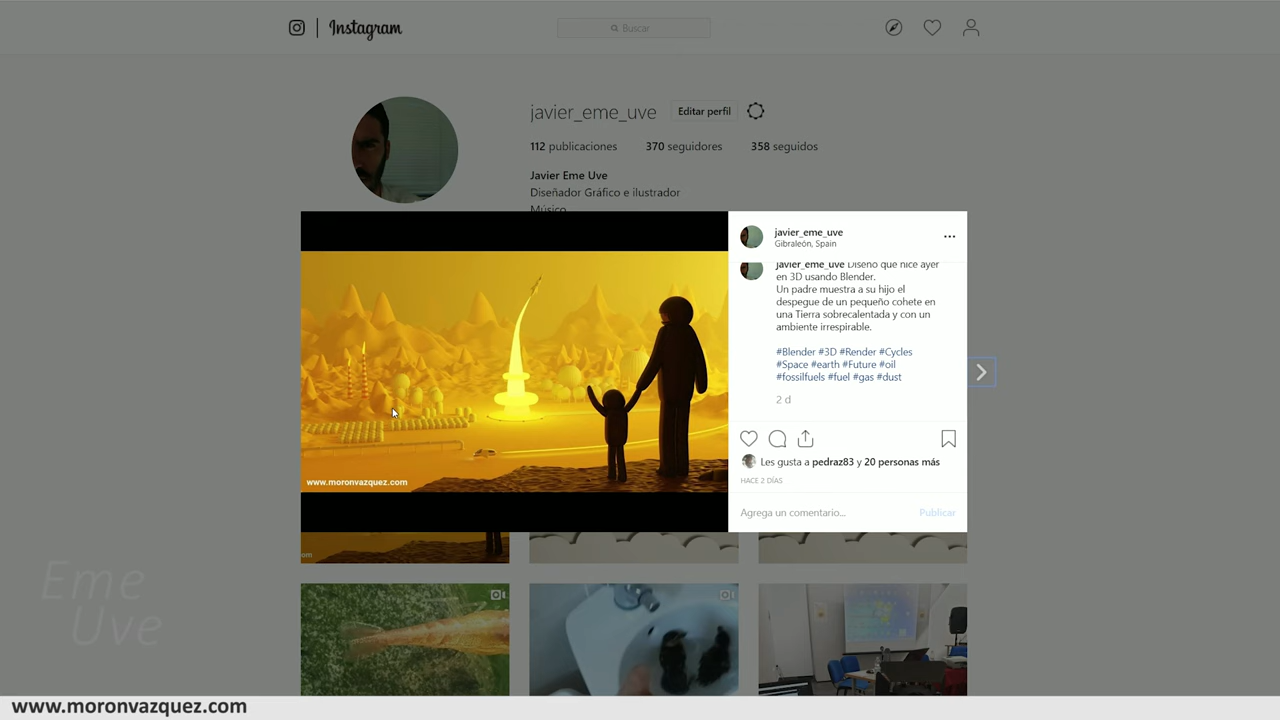 Instagram
Buscar
javier_eme_uve Editar perfil
112 publicaciones 370 seguidores 358 seguidos
Javier Eme Uve
Diseñador Gráfico e ilustrador
Músico
javier_eme_uve
Gibraleón, Spain
javier_eme_uve Diseño que hice ayer
en 3D usando Blender.
Un padre muestra a su hijo el
despegue de un pequeño cohete en
una Tierra sobrecalentada y con un
ambiente irrespirable.
#Blender #3D #Render #Cycles
#Space #earth #Future #oil
#fossilfuels #fuel #gas #dust
2 d
Les gusta a pedraz83 y 20 personas más
HACE 2 DÍAS
Agrega un comentario... Publicar
www.moronvazquez.com
om
Eme
Uve
www.moronvazquez.com